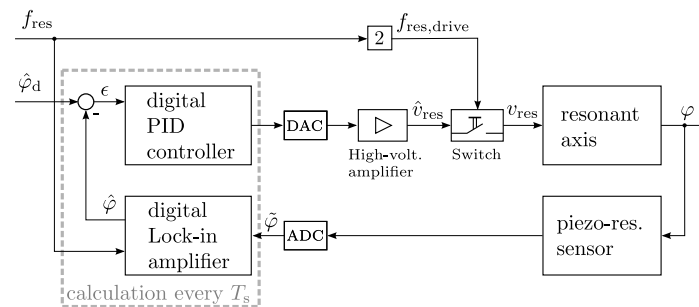 f_res
2
f_res,drive
φ̂_d
ϵ
-
digital
PID
controller
DAC
High-volt.
amplifier
v̂_res
Switch
v_res
resonant
axis
φ
φ̂
digital
Lock-in
amplifier
φ̃
ADC
piezo-res.
sensor
calculation every T_s